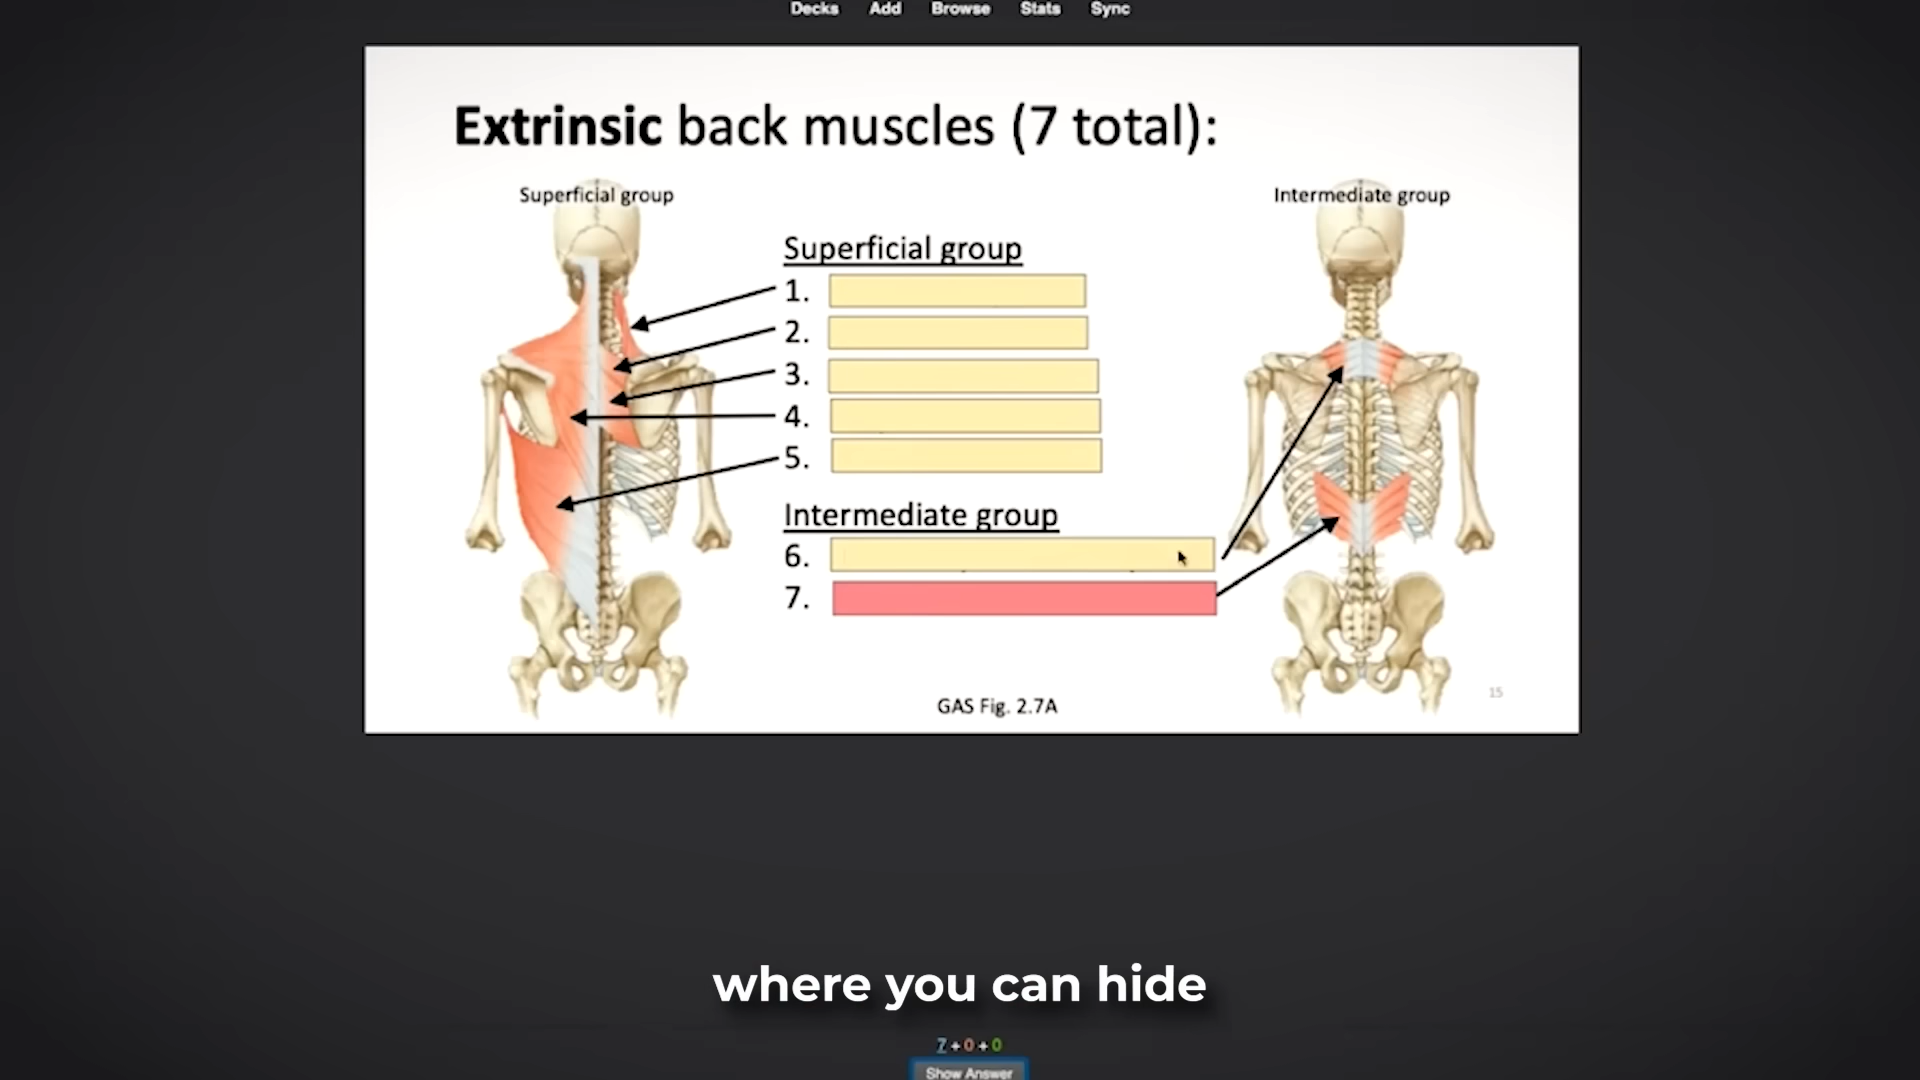 Decks Add Browse Stats Sync
Extrinsic back muscles (7 total):
Superficial group
Intermediate group
Superficial group
1.
2.
3.
4.
5.
Intermediate group
6.
7.
GAS Fig. 2.7A
15
where you can hide
7 + 0 + 0
Show Answer